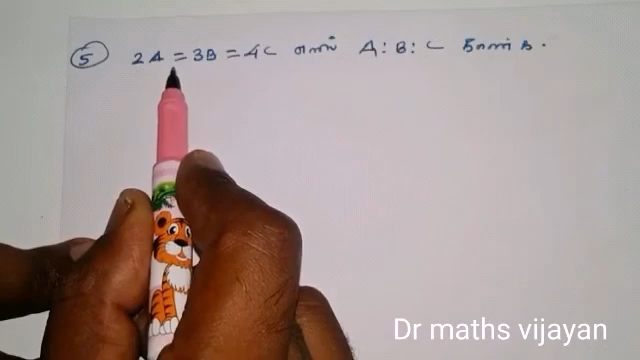 5 2A = 3B = 4C எனில் A : B : C காண்க.
Dr maths vijayan